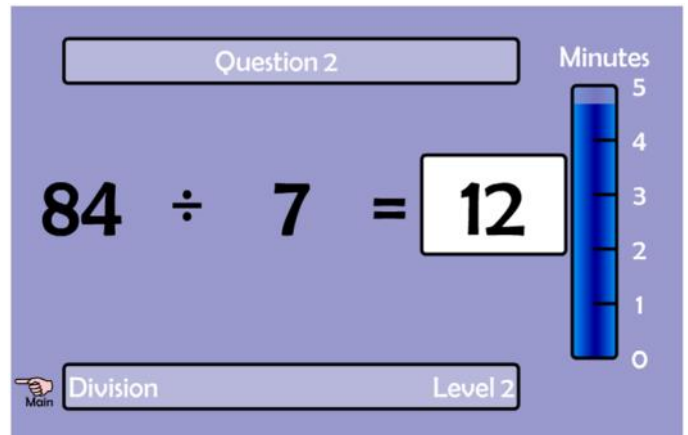 Question 2
Minutes
5
4
84 ÷ 7 = 12
3
2
1
0
Main
Division Level 2